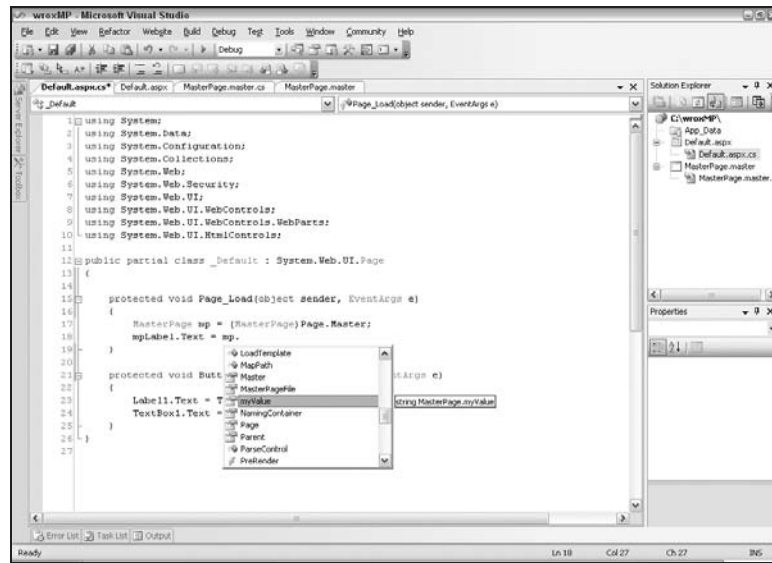 wroxMP - Microsoft Visual Studio
File Edit View Refactor Website Build Debug Test Tools Window Community Help
Debug
Default.aspx.cs* Default.aspx MasterPage.master.cs MasterPage.master
_Default
Page_Load(object sender, EventArgs e)
Server Explorer
Toolbox
1 using System;
2 using System.Data;
3 using System.Configuration;
4 using System.Collections;
5 using System.Web;
6 using System.Web.Security;
7 using System.Web.UI;
8 using System.Web.UI.WebControls;
9 using System.Web.UI.WebControls.WebParts;
10 using System.Web.UI.HtmlControls;
11
12 public partial class _Default : System.Web.UI.Page
13 {
14
15 protected void Page_Load(object sender, EventArgs e)
16 {
17 MasterPage mp = (MasterPage)Page.Master;
18 mpLabel.Text = mp.
19 }
20
21 protected void Butt ntArgs e)
22 {
23 Label1.Text = T
24 TextBox1.Text =
25 }
26 }
27
LoadTemplate
MapPath
Master
MasterPageFile
myValue
NamingContainer
Page
Parent
ParseControl
PreRender
string MasterPage.myValue
Solution Explorer
C:\wroxMP\
App_Data
Default.aspx
Default.aspx.cs
MasterPage.master
MasterPage.master.
Properties
Error List Task List Output
Ready Ln 18 Col 27 Ch 27 INS